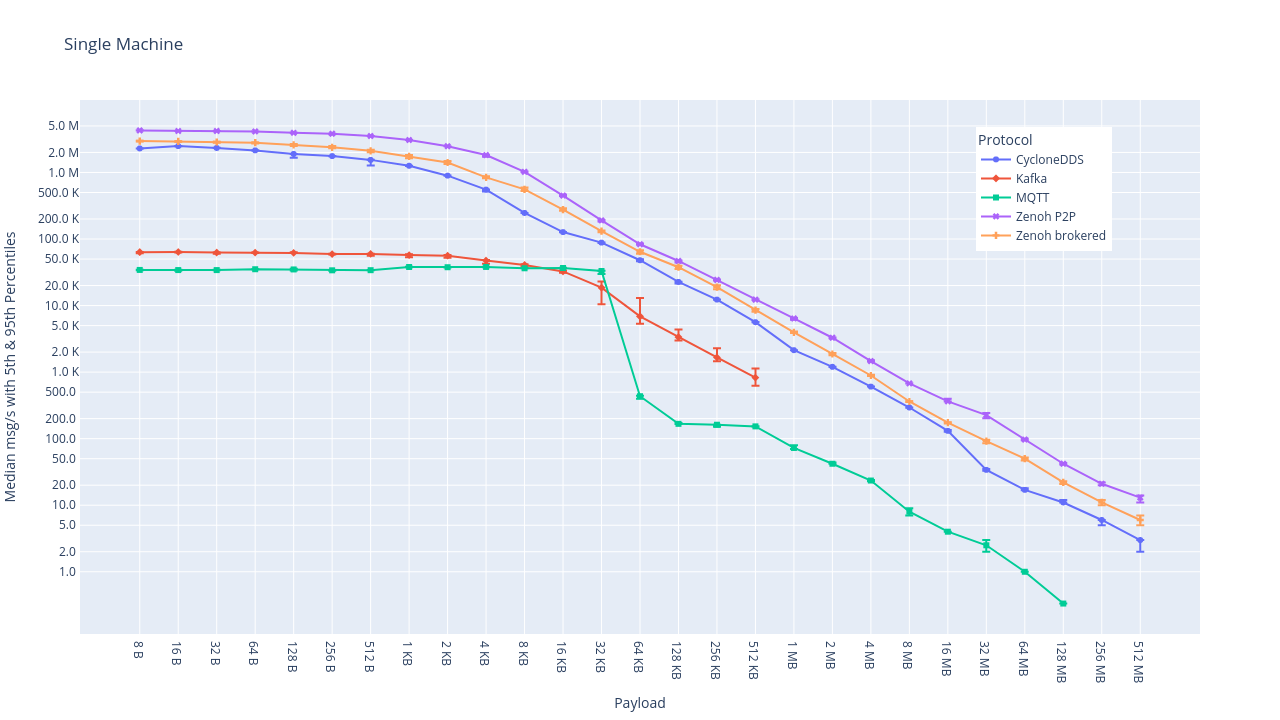 Single Machine
Median msg/s with 5th & 95th Percentiles
5.0 M
2.0 M
1.0 M
500.0 K
200.0 K
100.0 K
50.0 K
20.0 K
10.0 K
5.0 K
2.0 K
1.0 K
500.0
200.0
100.0
50.0
20.0
10.0
5.0
2.0
1.0
Protocol
CycloneDDS
Kafka
MQTT
Zenoh P2P
Zenoh brokered
8 B
16 B
32 B
64 B
128 B
256 B
512 B
1 KB
2 KB
4 KB
8 KB
16 KB
32 KB
64 KB
128 KB
256 KB
512 KB
1 MB
2 MB
4 MB
8 MB
16 MB
32 MB
64 MB
128 MB
256 MB
512 MB
Payload